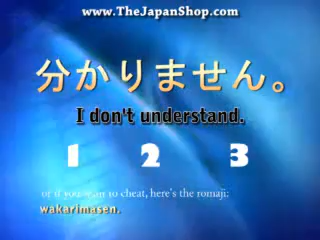 www.TheJapanShop.com
分かりません。
I don't understand.
1 2 3
or if you want to cheat, here's the romaji:
wakarimasen.